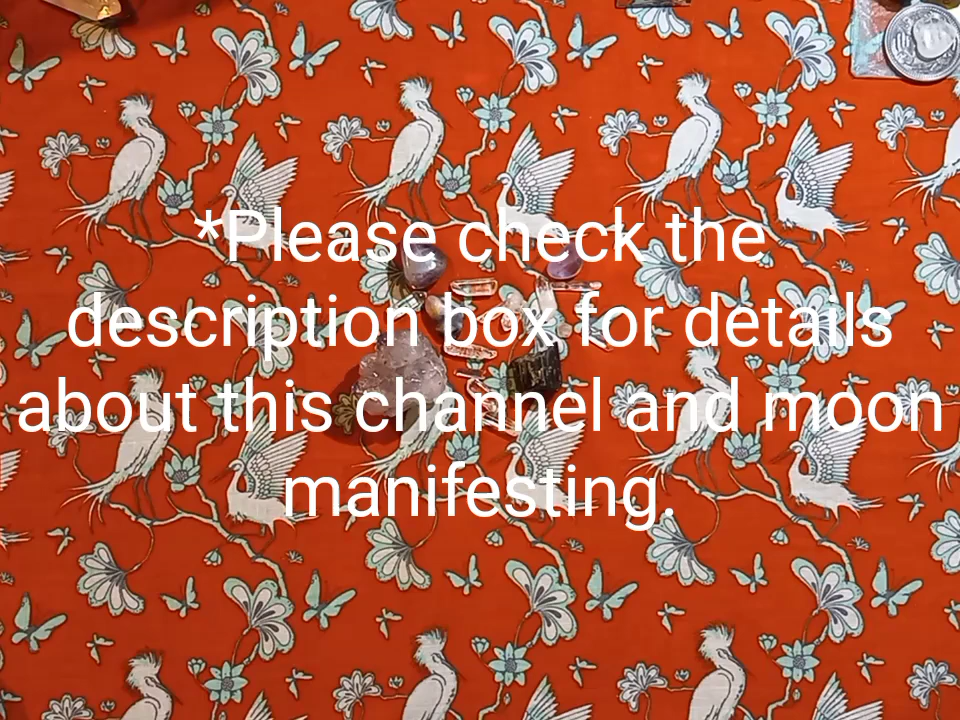 *Please check the
description box for details
about this channel and moon
manifesting.